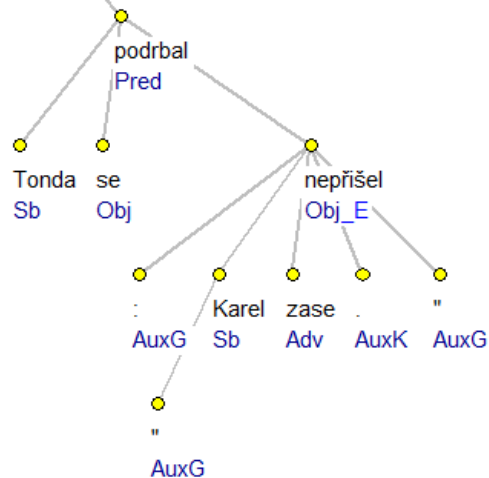 podrbal
Pred
Tonda se nepřišel
Sb Obj Obj_E
: Karel zase . "
AuxG Sb Adv AuxK AuxG
"
AuxG